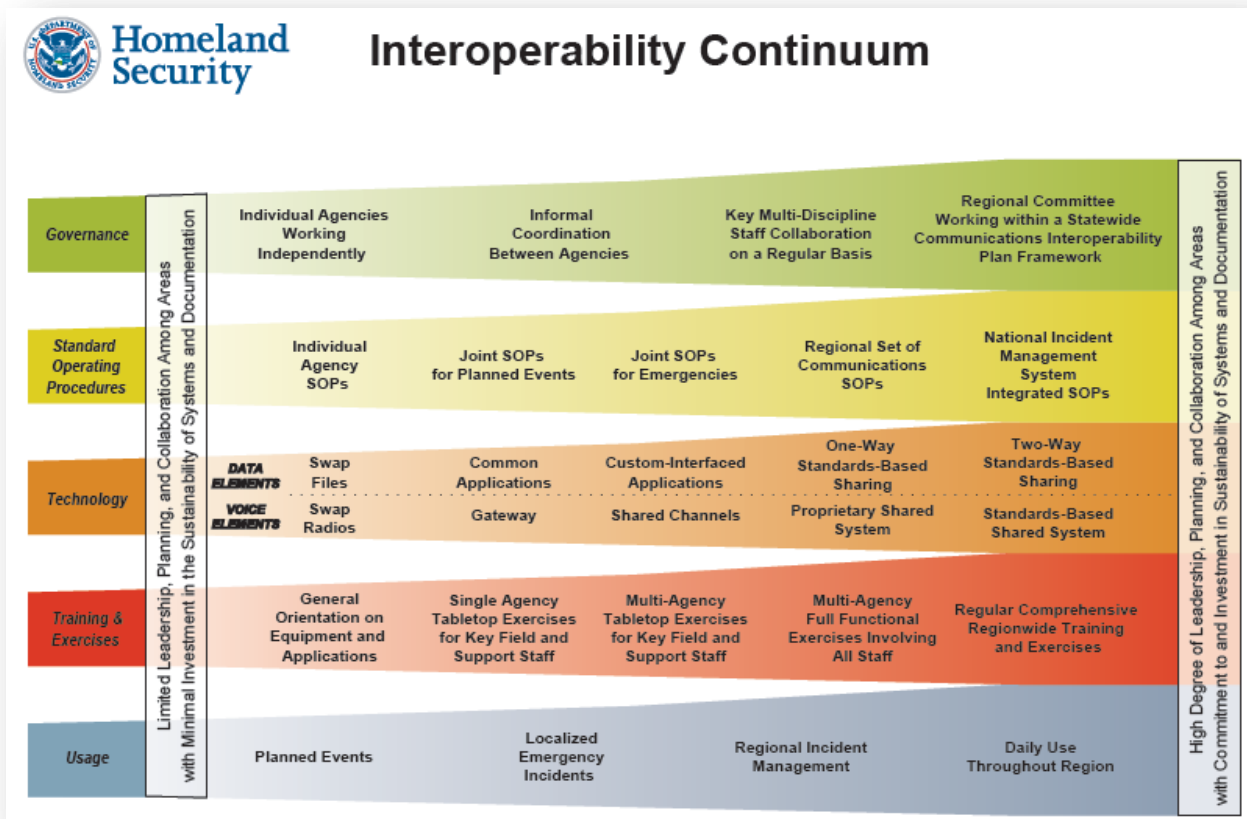 U.S. DEPARTMENT OF
HOMELAND SECURITY
Homeland
Security
Interoperability Continuum
Limited Leadership, Planning, and Collaboration Among Areas
with Minimal Investment in the Sustainability of Systems and Documentation
Governance
Individual Agencies
Working
Independently
Informal
Coordination
Between Agencies
Key Multi-Discipline
Staff Collaboration
on a Regular Basis
Regional Committee
Working within a Statewide
Communications Interoperability
Plan Framework
Standard
Operating
Procedures
Individual
Agency
SOPs
Joint SOPs
for Planned Events
Joint SOPs
for Emergencies
Regional Set of
Communications
SOPs
National Incident
Management
System
Integrated SOPs
Technology
DATA
ELEMENTS
Swap
Files
Common
Applications
Custom-Interfaced
Applications
One-Way
Standards-Based
Sharing
Two-Way
Standards-Based
Sharing
VOICE
ELEMENTS
Swap
Radios
Gateway
Shared Channels
Proprietary Shared
System
Standards-Based
Shared System
Training &
Exercises
General
Orientation on
Equipment and
Applications
Single Agency
Tabletop Exercises
for Key Field and
Support Staff
Multi-Agency
Tabletop Exercises
for Key Field and
Support Staff
Multi-Agency
Full Functional
Exercises Involving
All Staff
Regular Comprehensive
Regionwide Training
and Exercises
Usage
Planned Events
Localized
Emergency
Incidents
Regional Incident
Management
Daily Use
Throughout Region
High Degree of Leadership, Planning, and Collaboration Among Areas
with Commitment to and Investment in Sustainability of Systems and Documentation